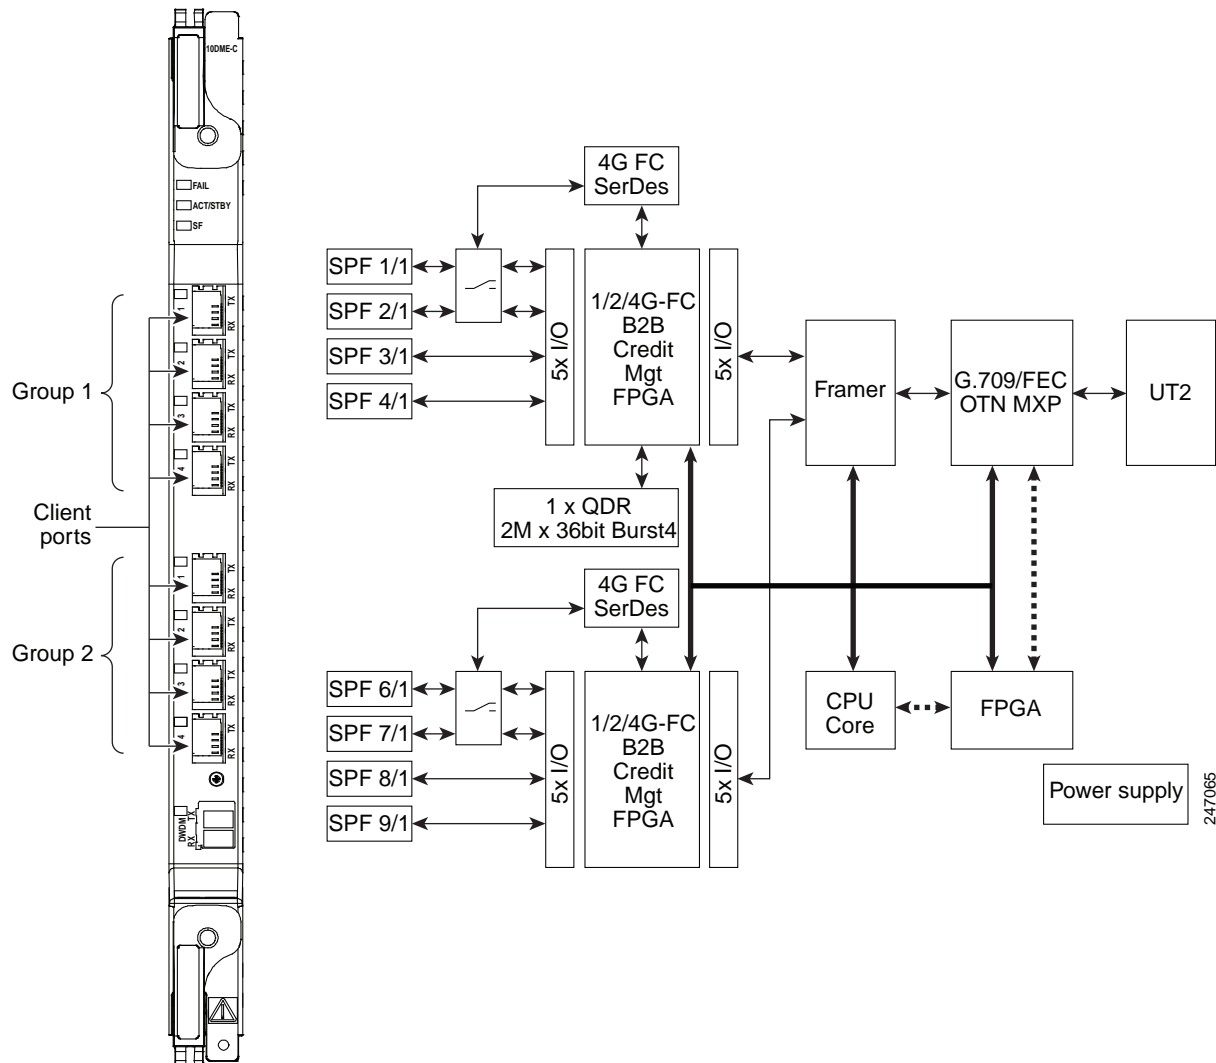 10DME-C
FAIL
ACT/STBY
SF
Group 1
1
TX
RX
2
TX
RX
3
TX
RX
4
TX
RX
Client
ports
Group 2
1
TX
RX
2
TX
RX
3
TX
RX
4
TX
RX
DWDM
TX
RX
4G FC
SerDes
SPF 1/1
SPF 2/1
SPF 3/1
SPF 4/1
5x I/O
1/2/4G-FC
B2B
Credit
Mgt
FPGA
5x I/O
Framer
G.709/FEC
OTN MXP
UT2
1 x QDR
2M x 36bit Burst4
4G FC
SerDes
SPF 6/1
SPF 7/1
SPF 8/1
SPF 9/1
5x I/O
1/2/4G-FC
B2B
Credit
Mgt
FPGA
5x I/O
CPU
Core
FPGA
Power supply
247065